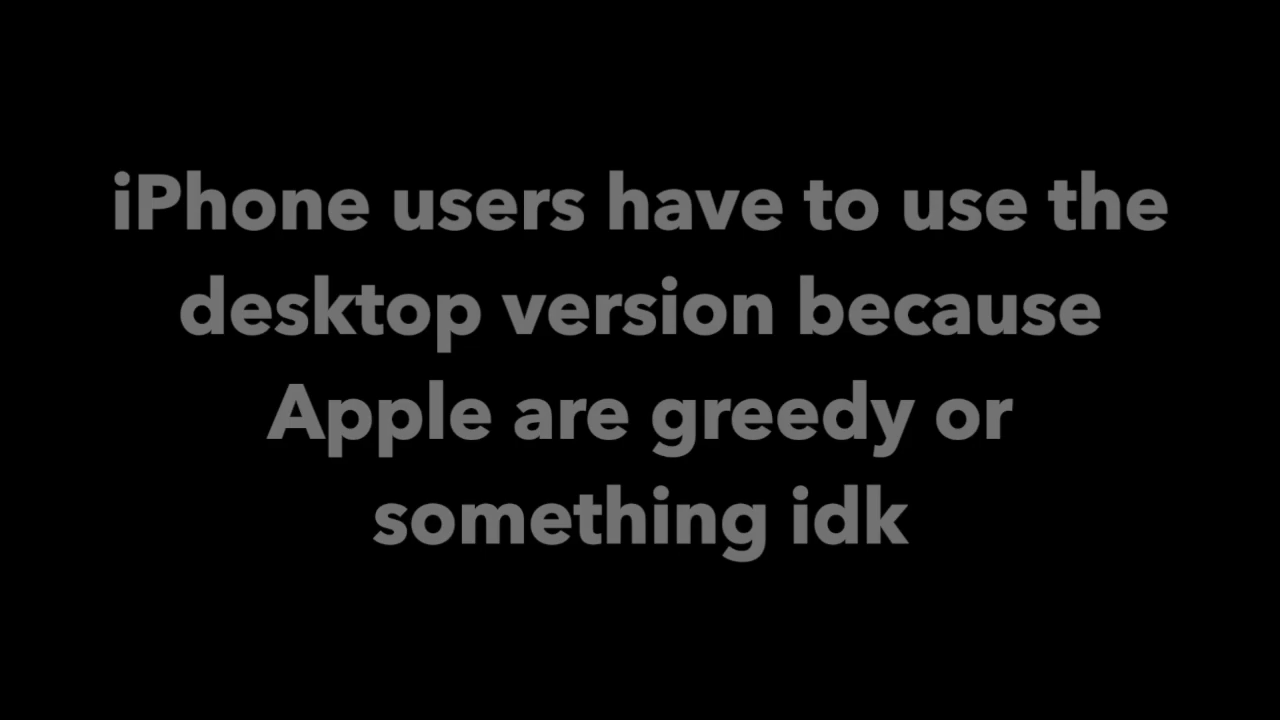 iPhone users have to use the
desktop version because
Apple are greedy or
something idk